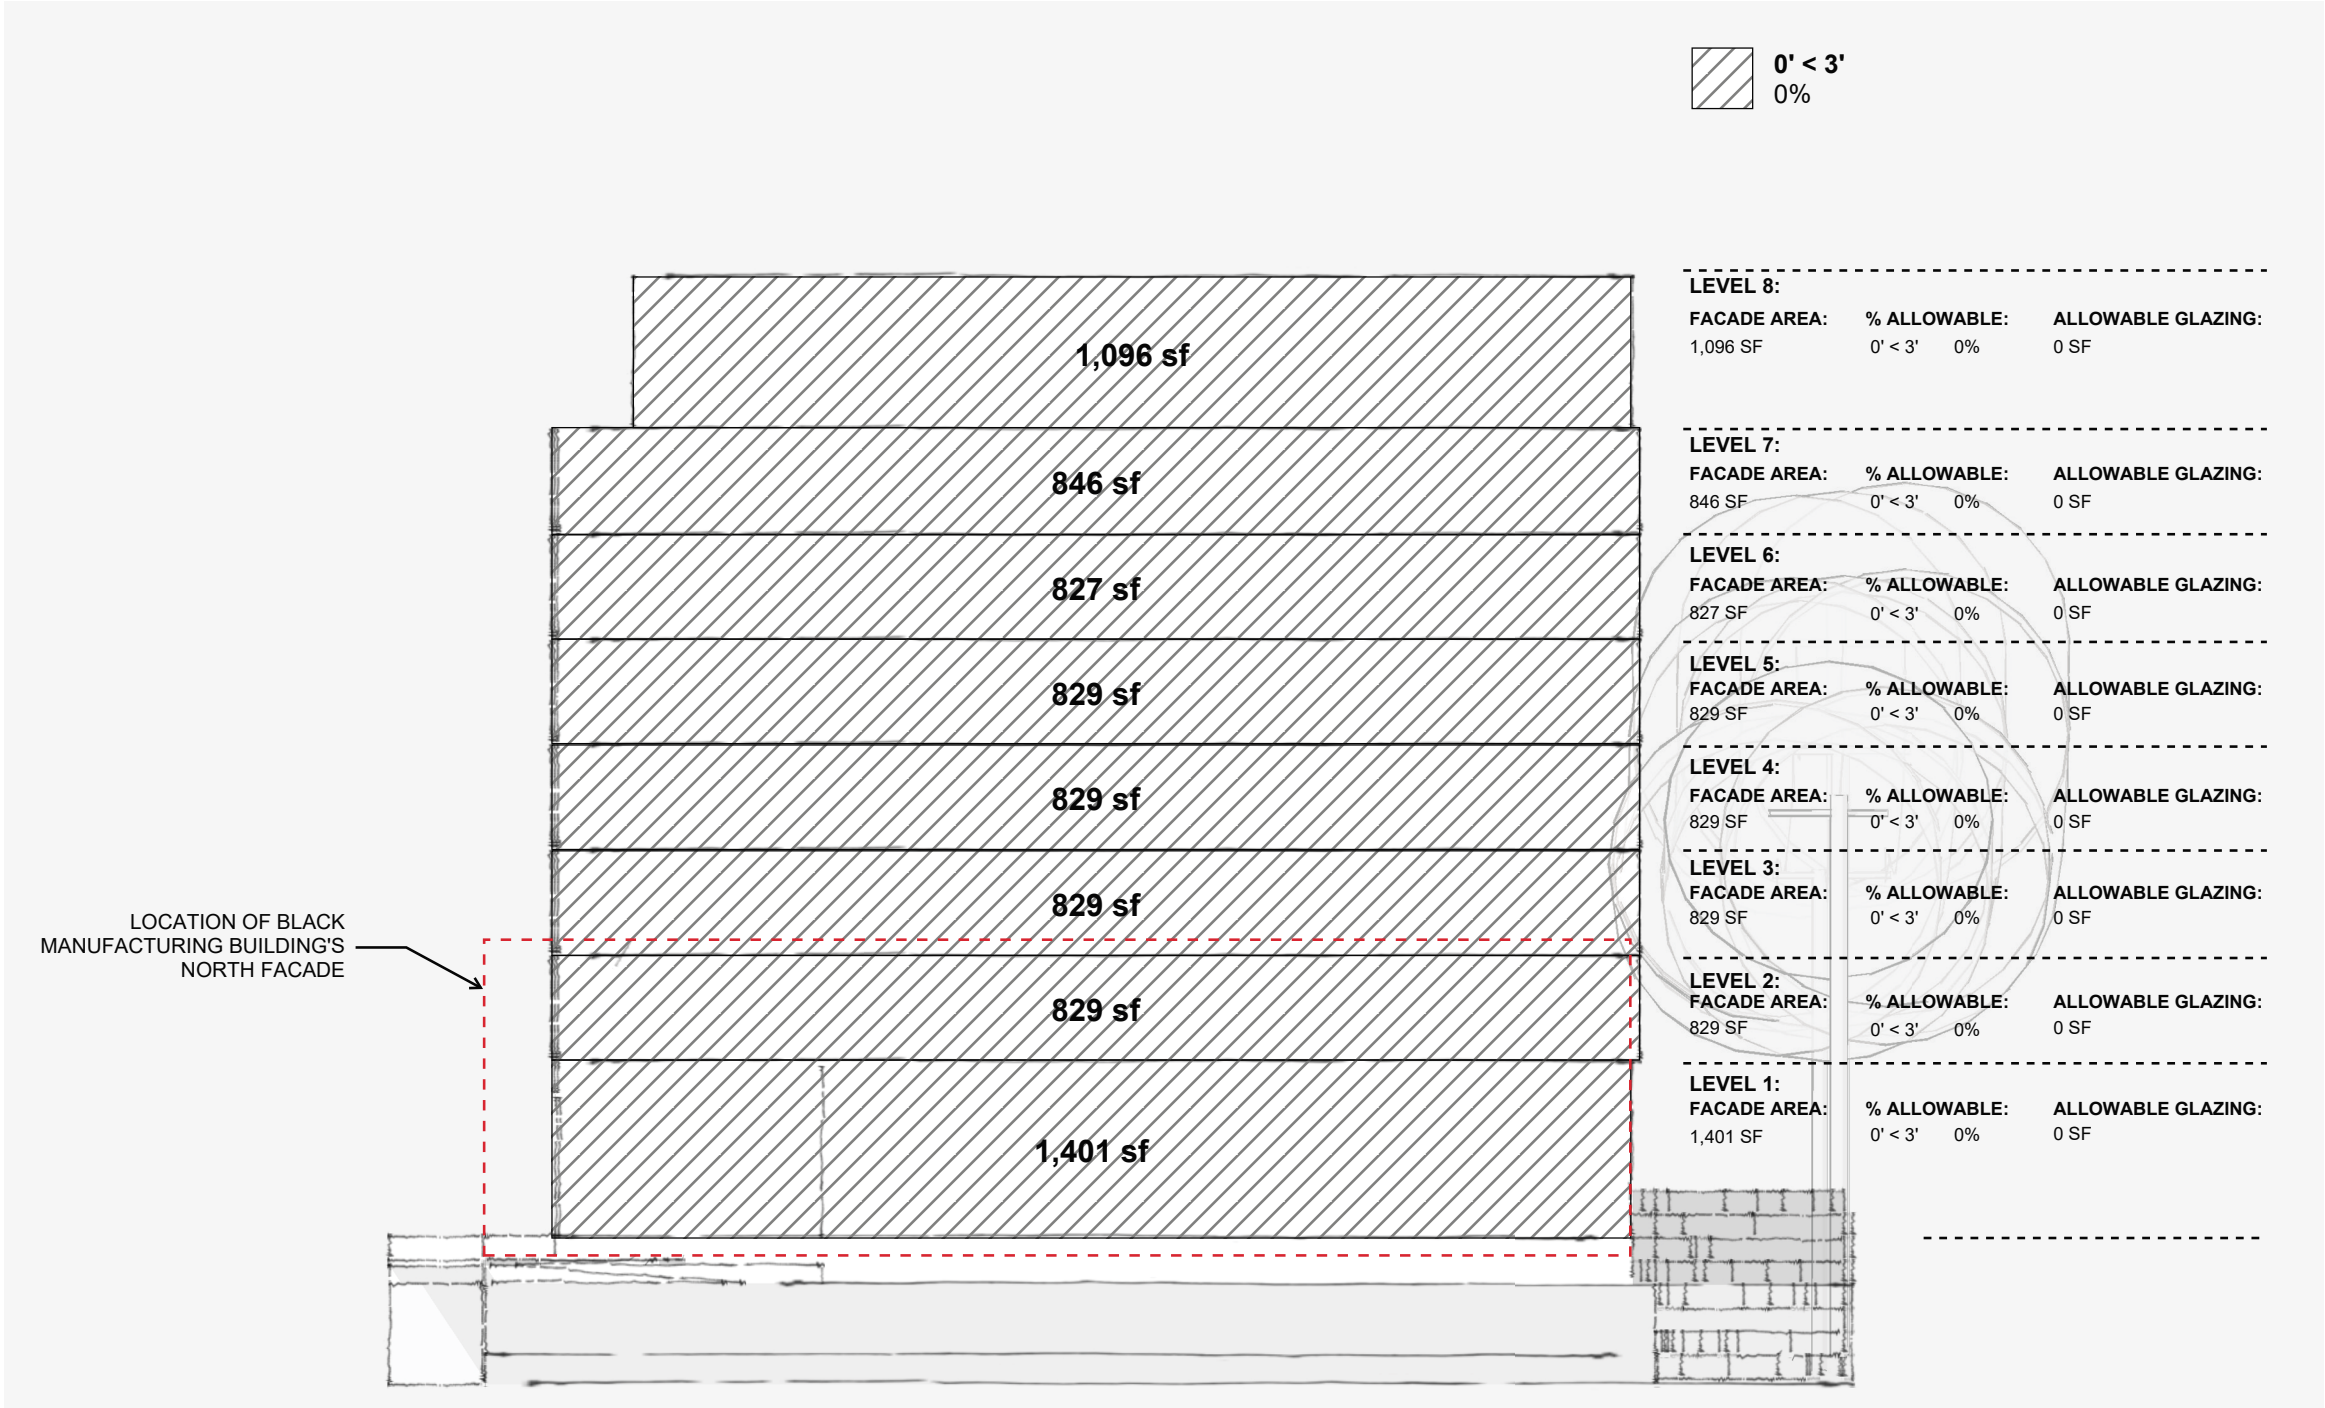 0' < 3'
0%
1,096 sf
846 sf
827 sf
829 sf
829 sf
829 sf
829 sf
1,401 sf
LOCATION OF BLACK
MANUFACTURING BUILDING'S
NORTH FACADE
LEVEL 8:
FACADE AREA: % ALLOWABLE: ALLOWABLE GLAZING:
1,096 SF 0' < 3' 0% 0 SF
LEVEL 7:
FACADE AREA: % ALLOWABLE: ALLOWABLE GLAZING:
846 SF 0' < 3' 0% 0 SF
LEVEL 6:
FACADE AREA: % ALLOWABLE: ALLOWABLE GLAZING:
827 SF 0' < 3' 0% 0 SF
LEVEL 5:
FACADE AREA: % ALLOWABLE: ALLOWABLE GLAZING:
829 SF 0' < 3' 0% 0 SF
LEVEL 4:
FACADE AREA: % ALLOWABLE: ALLOWABLE GLAZING:
829 SF 0' < 3' 0% 0 SF
LEVEL 3:
FACADE AREA: % ALLOWABLE: ALLOWABLE GLAZING:
829 SF 0' < 3' 0% 0 SF
LEVEL 2:
FACADE AREA: % ALLOWABLE: ALLOWABLE GLAZING:
829 SF 0' < 3' 0% 0 SF
LEVEL 1:
FACADE AREA: % ALLOWABLE: ALLOWABLE GLAZING:
1,401 SF 0' < 3' 0% 0 SF